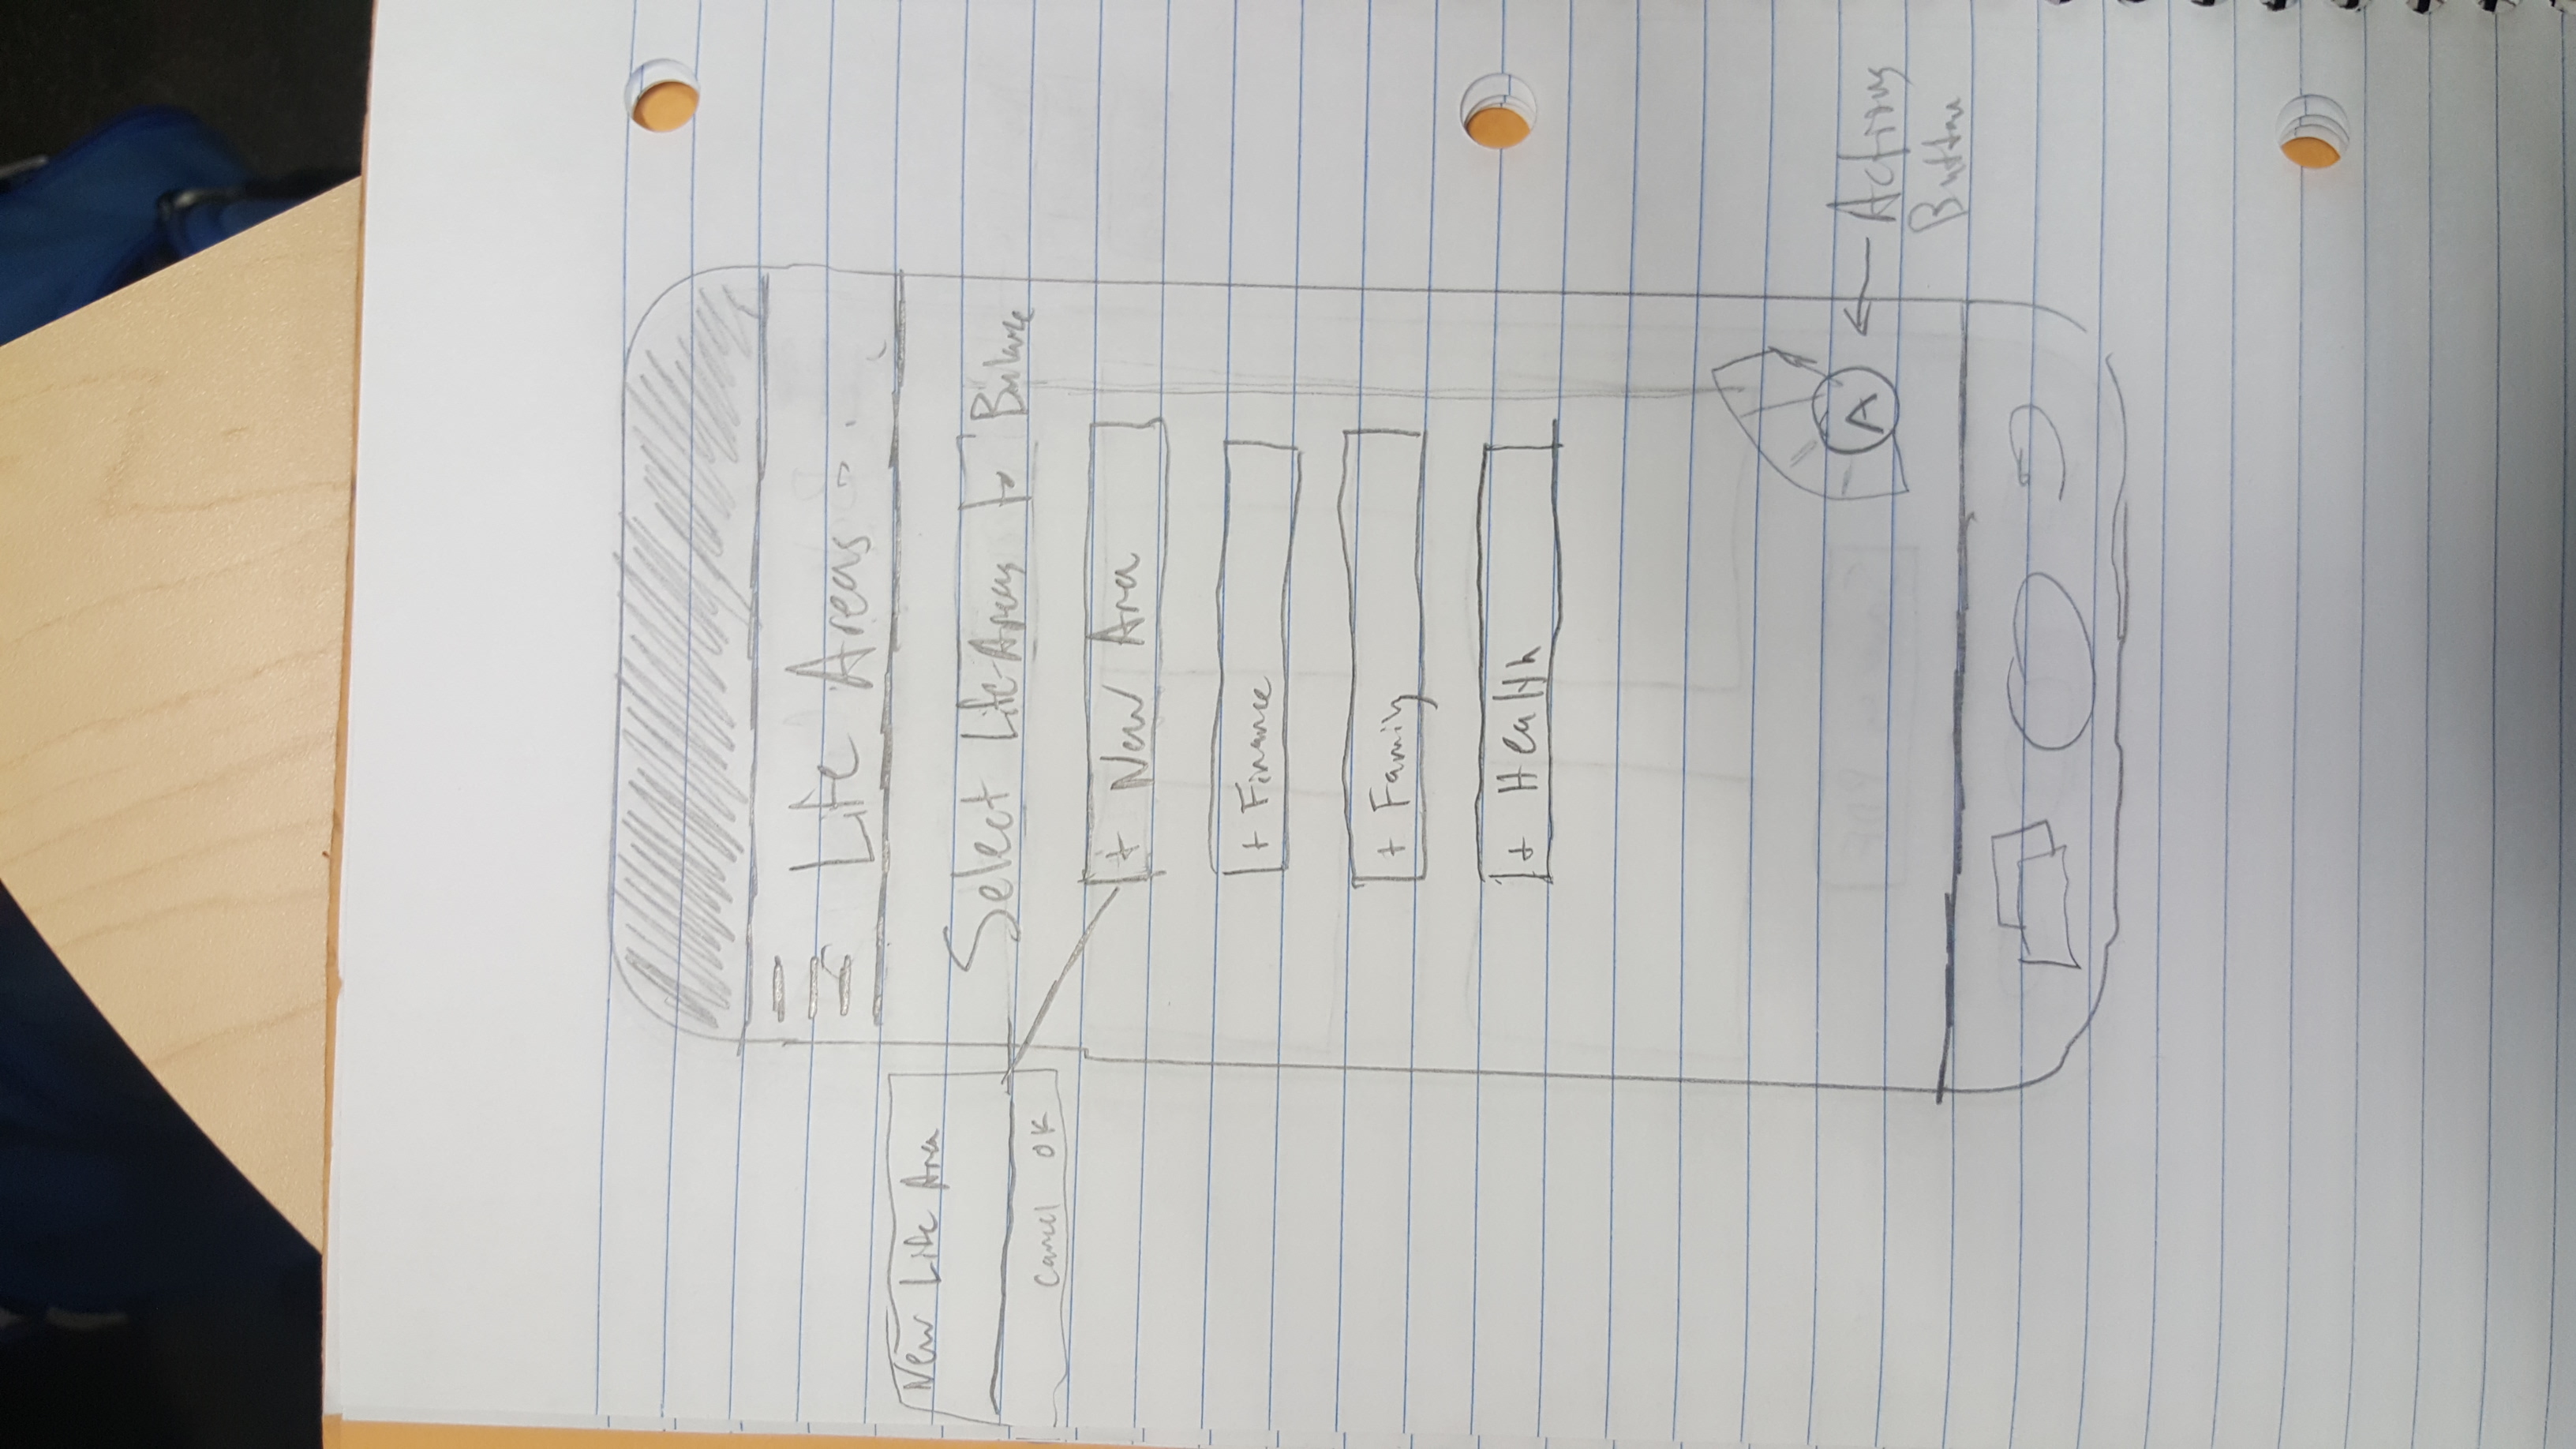 Life Areas
New Life Area
Cancel OK
Select Life Areas to Balance
+ New Area
+ Finance
+ Family
+ Health
A
Actions
Button